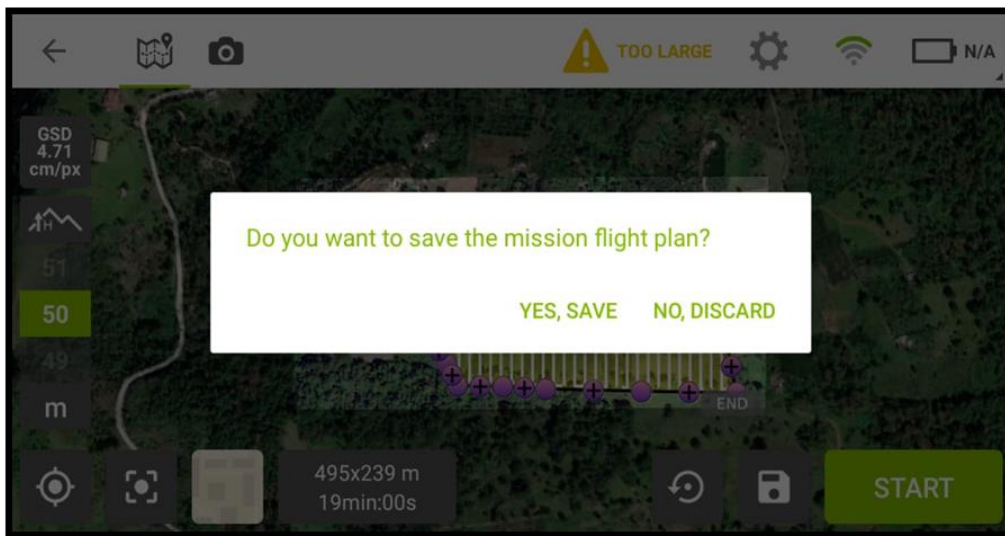 TOO LARGE
N/A
GSD
4.71
cm/px
H
Do you want to save the mission flight plan?
51
50
YES, SAVE NO, DISCARD
49
m
END
495x239 m
19min:00s
START